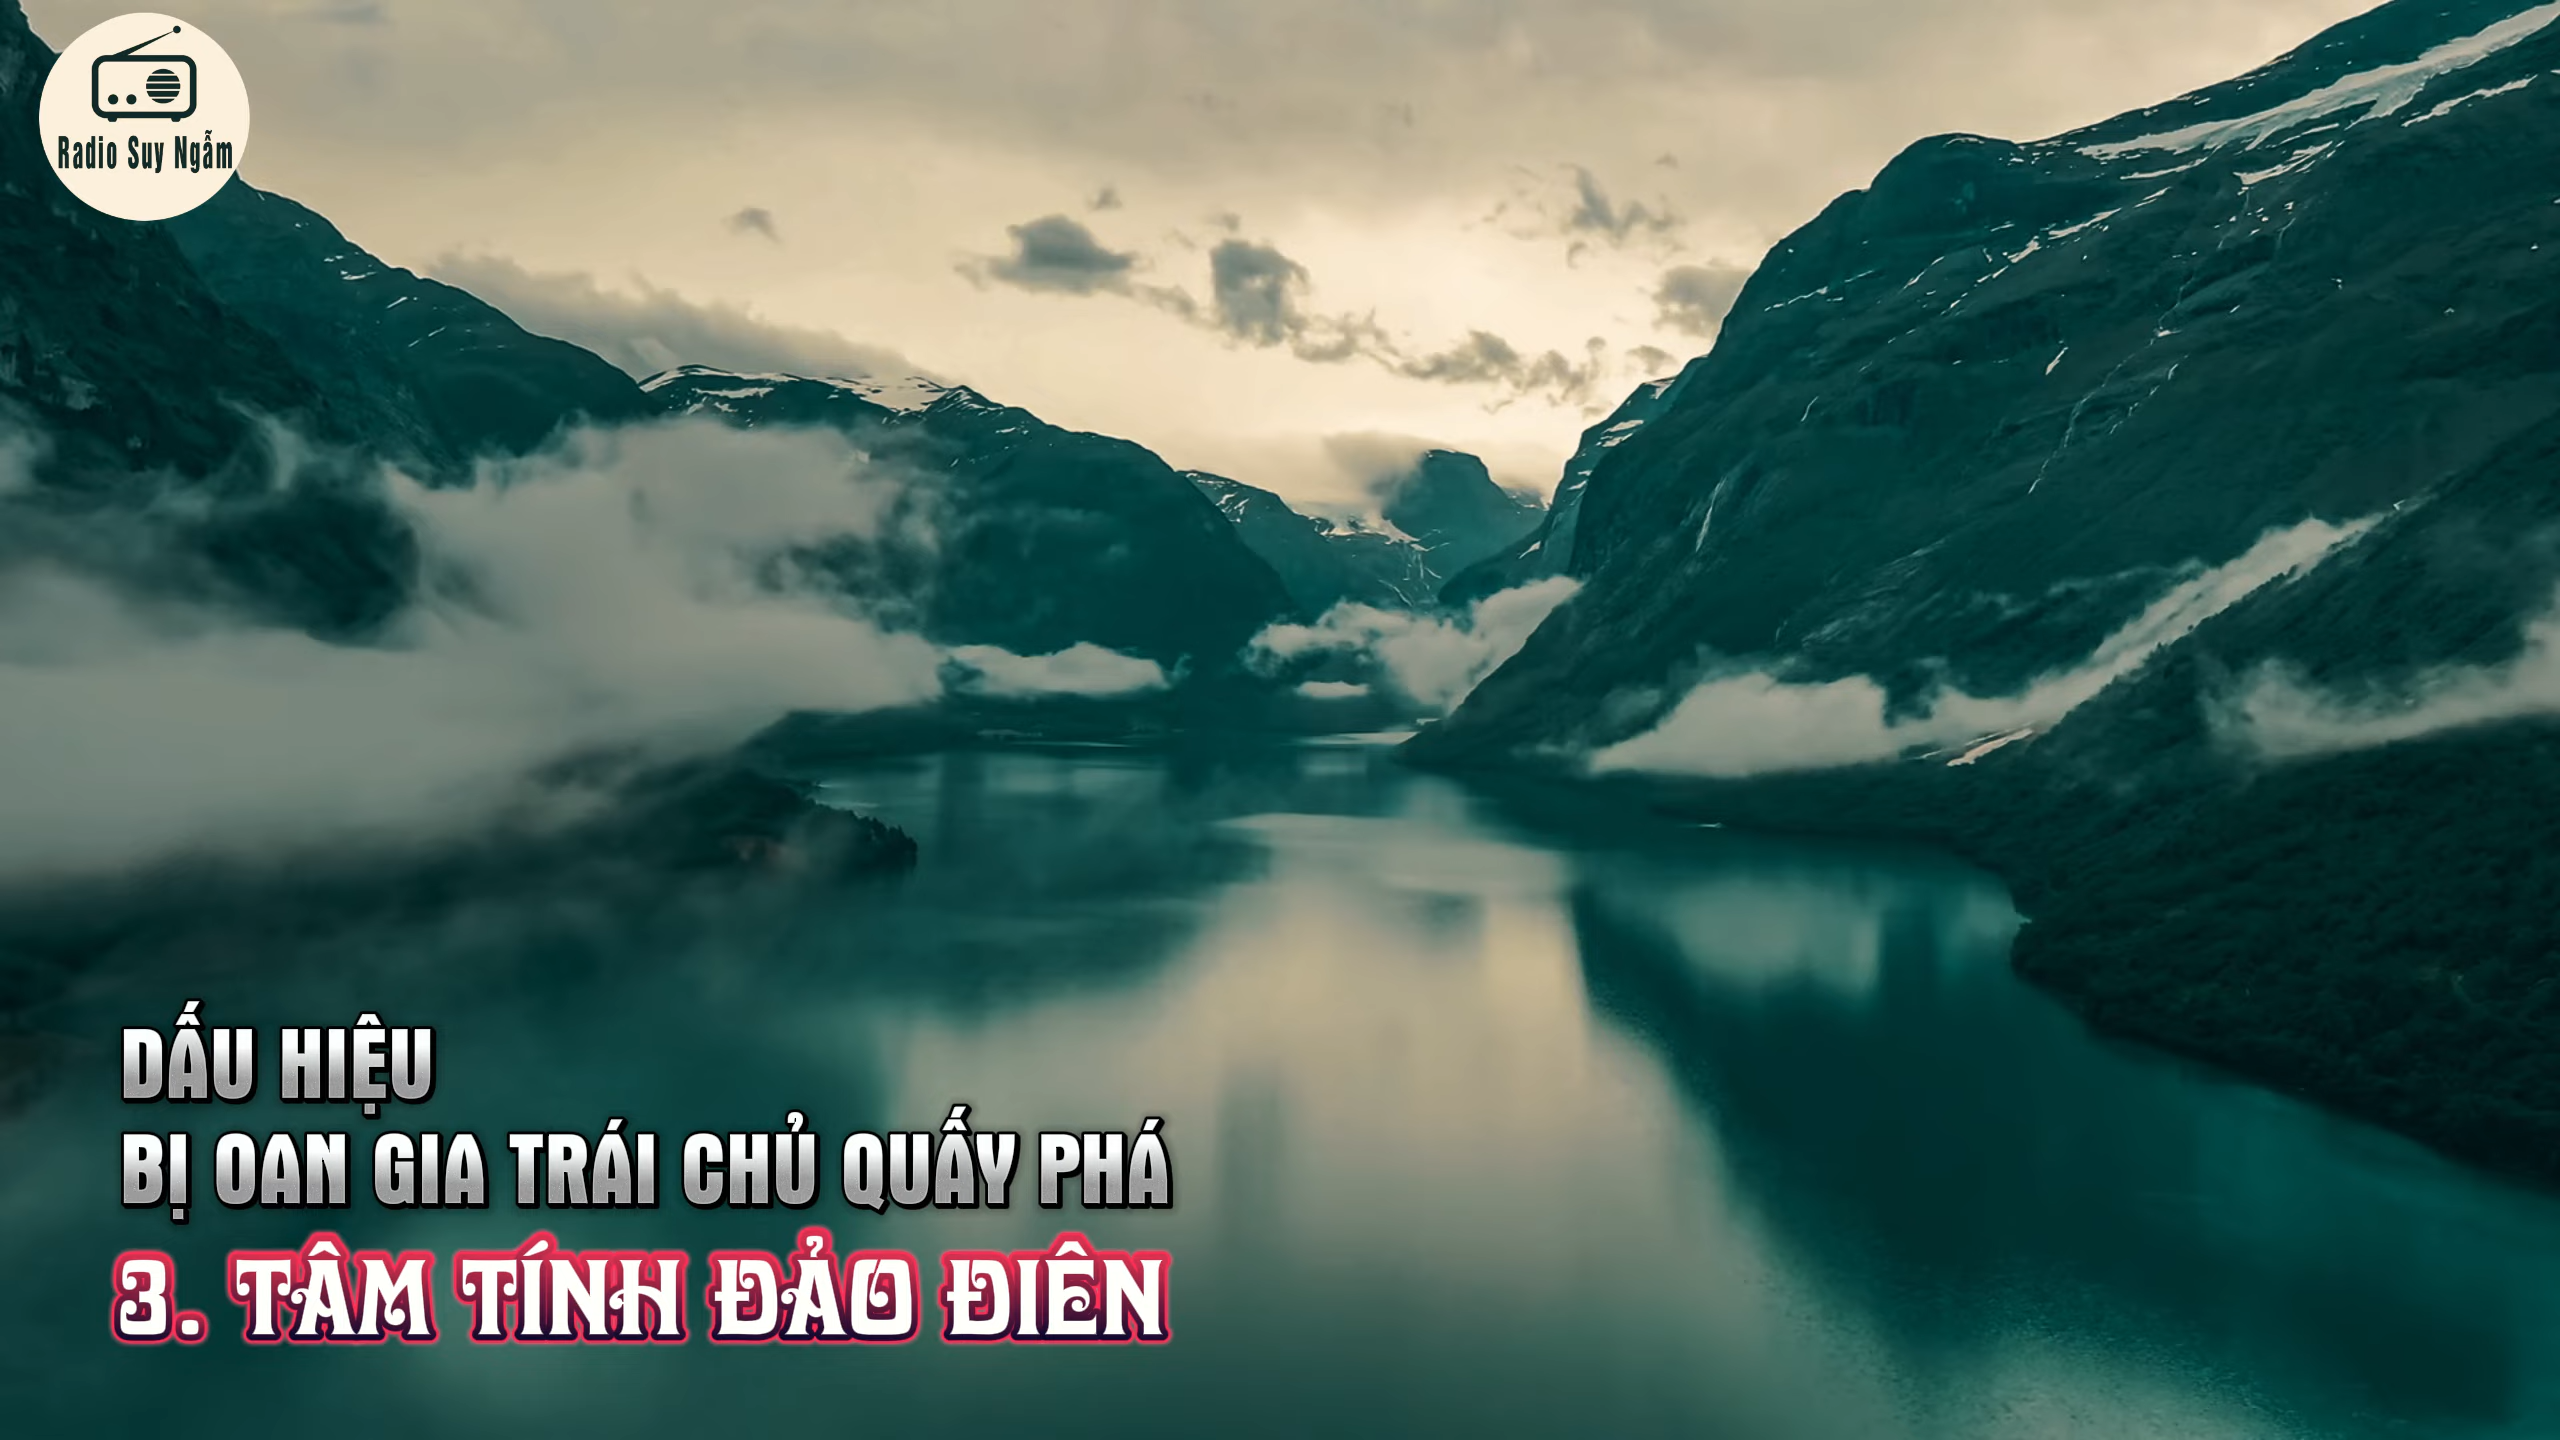 Radio Suy Ngẫm
DẤU HIỆU
BỊ OAN GIA TRÁI CHỦ QUẤY PHÁ
3. TÂM TÍNH ĐẢO ĐIÊN